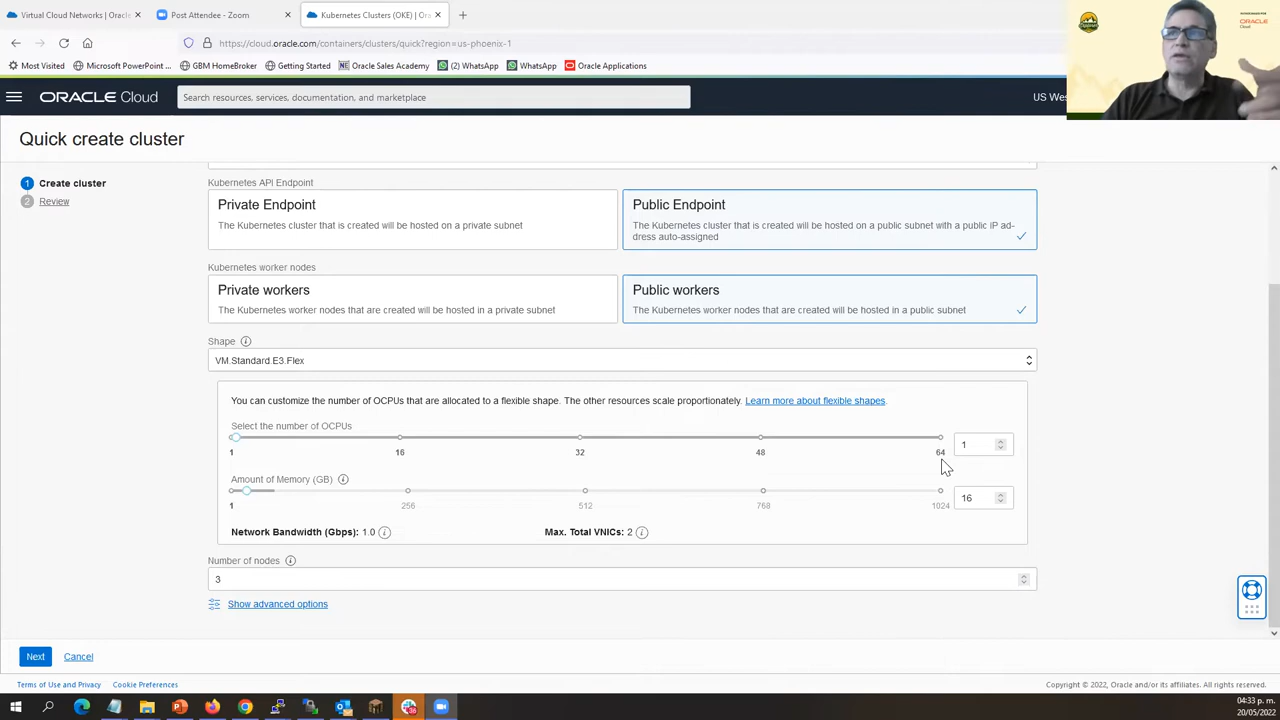 Virtual Cloud Networks | Oracle
Post Attendee - Zoom
Kubernetes Clusters (OKE) | Ora
https://cloud.oracle.com/containers/clusters/quick?region=us-phoenix-1
Most Visited
Microsoft PowerPoint ...
GBM HomeBroker
Getting Started
Oracle Sales Academy
(2) WhatsApp
WhatsApp
Oracle Applications
ORACLE Cloud
Search resources, services, documentation, and marketplace
US Wes
ORACLE
Cloud
Quick create cluster
1 Create cluster
2 Review
Kubernetes API Endpoint
Private Endpoint
The Kubernetes cluster that is created will be hosted on a private subnet
Public Endpoint
The Kubernetes cluster that is created will be hosted on a public subnet with a public IP ad-
dress auto-assigned
Kubernetes worker nodes
Private workers
The Kubernetes worker nodes that are created will be hosted in a private subnet
Public workers
The Kubernetes worker nodes that are created will be hosted in a public subnet
Shape
VM.Standard.E3.Flex
You can customize the number of OCPUs that are allocated to a flexible shape. The other resources scale proportionately. Learn more about flexible shapes.
Select the number of OCPUs
1 16 32 48 64
1
Amount of Memory (GB)
1 256 512 768 1024
16
Network Bandwidth (Gbps): 1.0
Max. Total VNICs: 2
Number of nodes
3
Show advanced options
Next
Cancel
Terms of Use and Privacy
Cookie Preferences
Copyright © 2022, Oracle and/or its affiliates. All rights reserved.
04:33 p. m.
20/05/2022